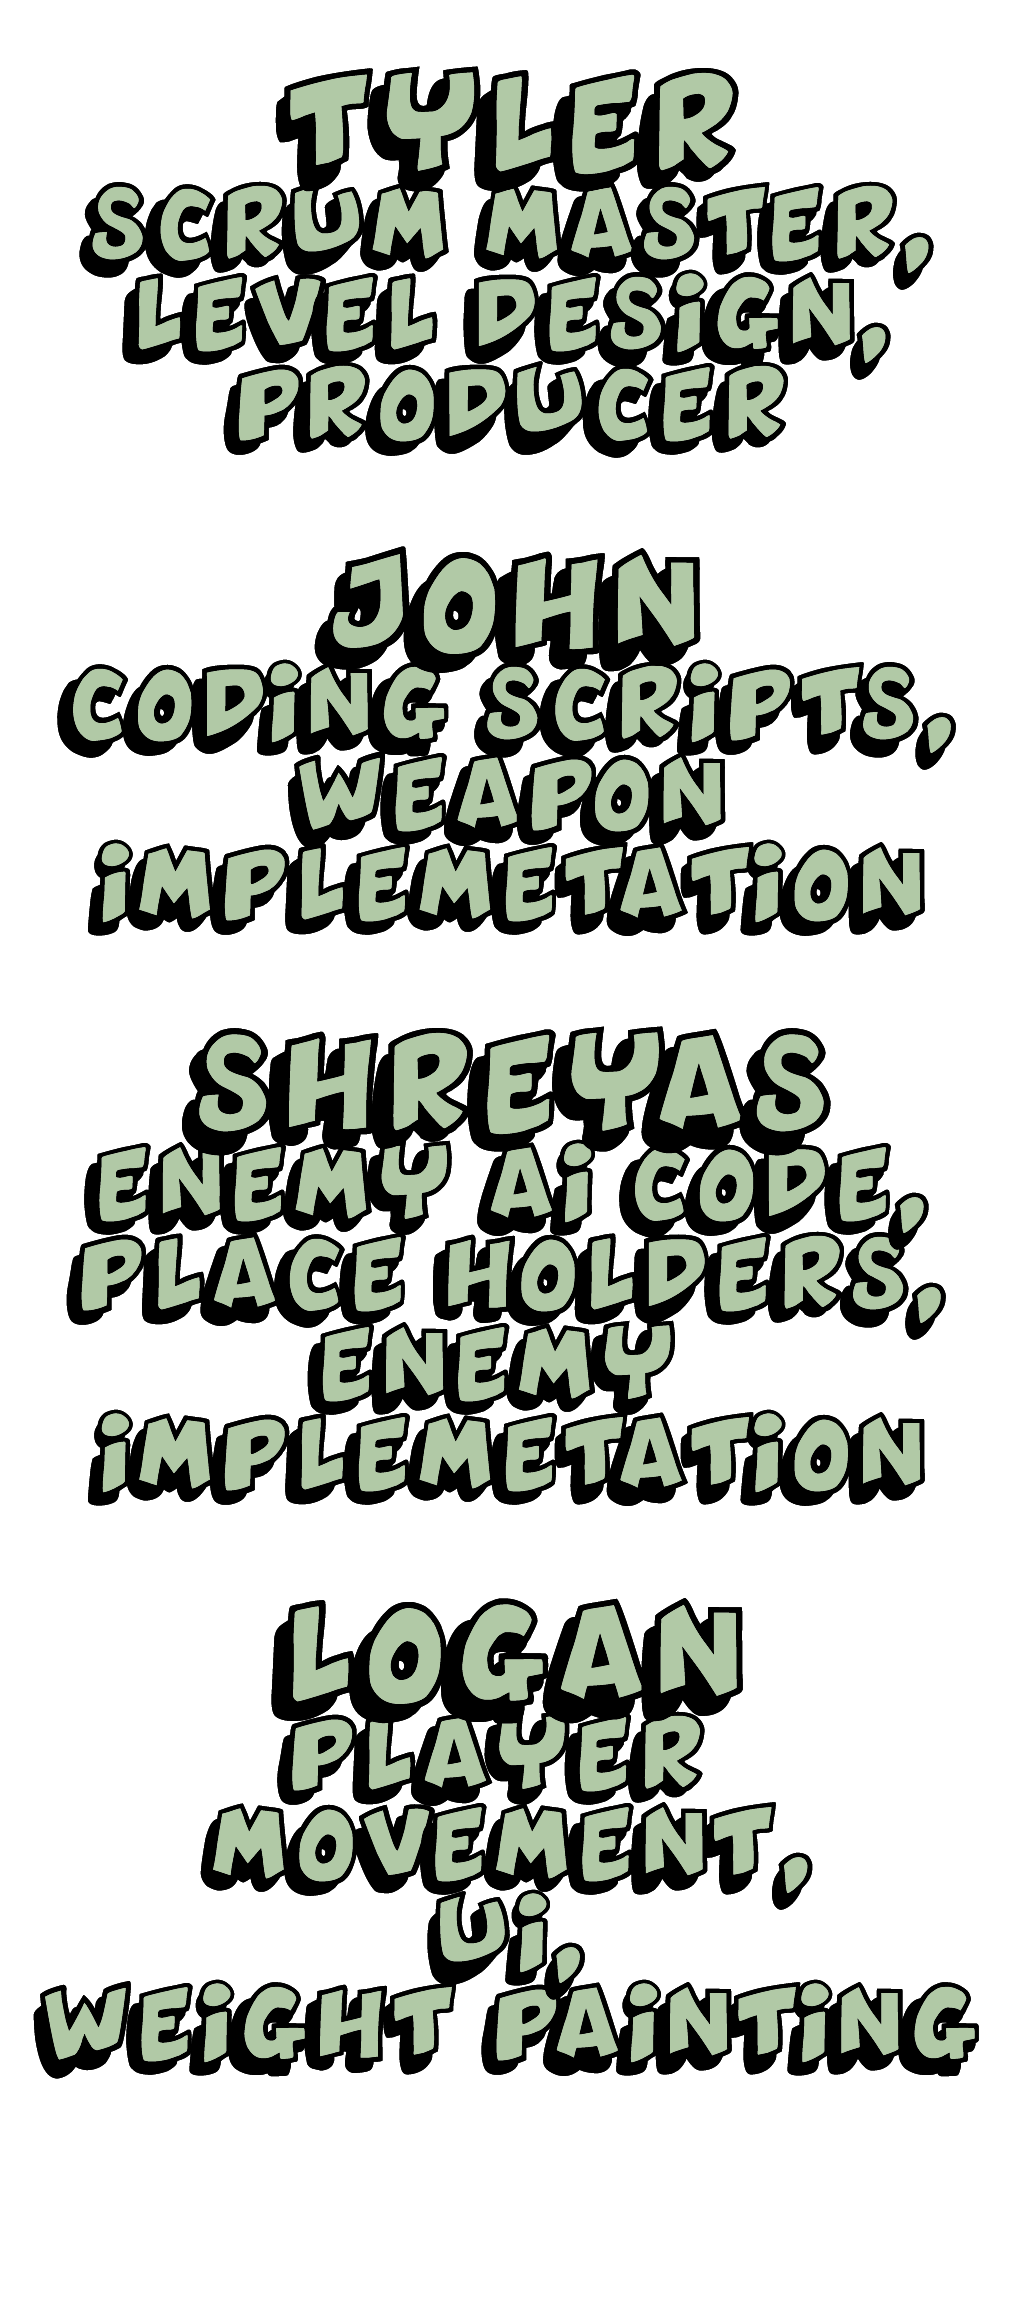 TYLER
SCRUM MASTER,
LEVEL DESiGN,
PRODUCER
JOHN
CODiNG SCRiPTS,
WEAPON
iMPLEMETATiON
SHREYAS
ENEMY Ai CODE,
PLACE HOLDERS,
ENEMY
iMPLEMETATiON
LOGAN
PLAYER
MOVEMENT,
Ui,
WEiGHT PAiNTiNG